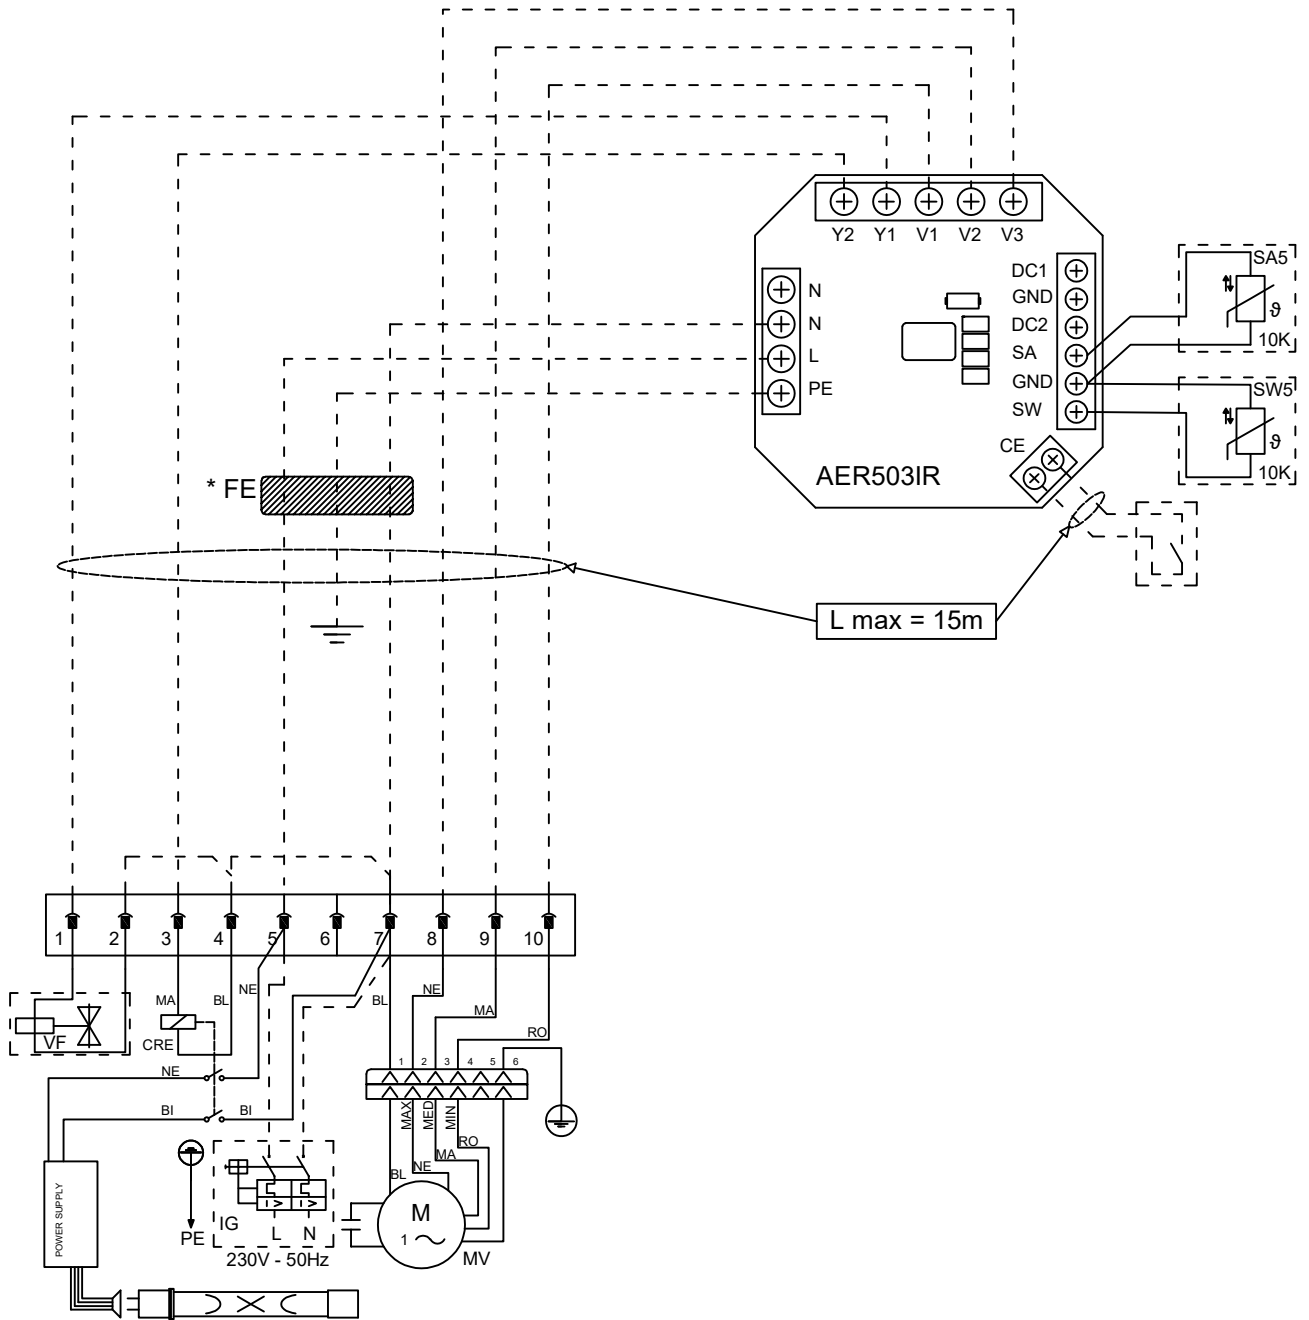 Y2 Y1 V1 V2 V3
N
N
L
PE
DC1
GND
DC2
SA
GND
SW
CE
AER503IR
SA5
ϑ
10K
SW5
ϑ
10K
* FE
L max = 15m
1 2 3 4 5 6 7 8 9 10
VF
MA
BL
CRE
NE
BL
NE
MA
RO
NE
BI
BI
1 2 3 4 5 6
MAX
MED
MIN
RO
MA
NE
BL
M
1
MV
PE
IG
L N
230V - 50Hz
POWER SUPPLY